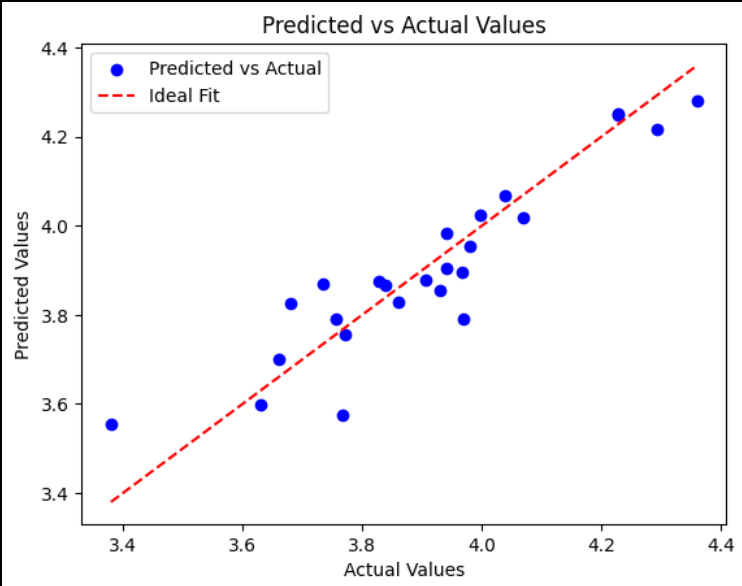 Predicted vs Actual Values
Predicted vs Actual
Ideal Fit
4.4
4.2
4.0
3.8
3.6
3.4
Predicted Values
3.4 3.6 3.8 4.0 4.2 4.4
Actual Values